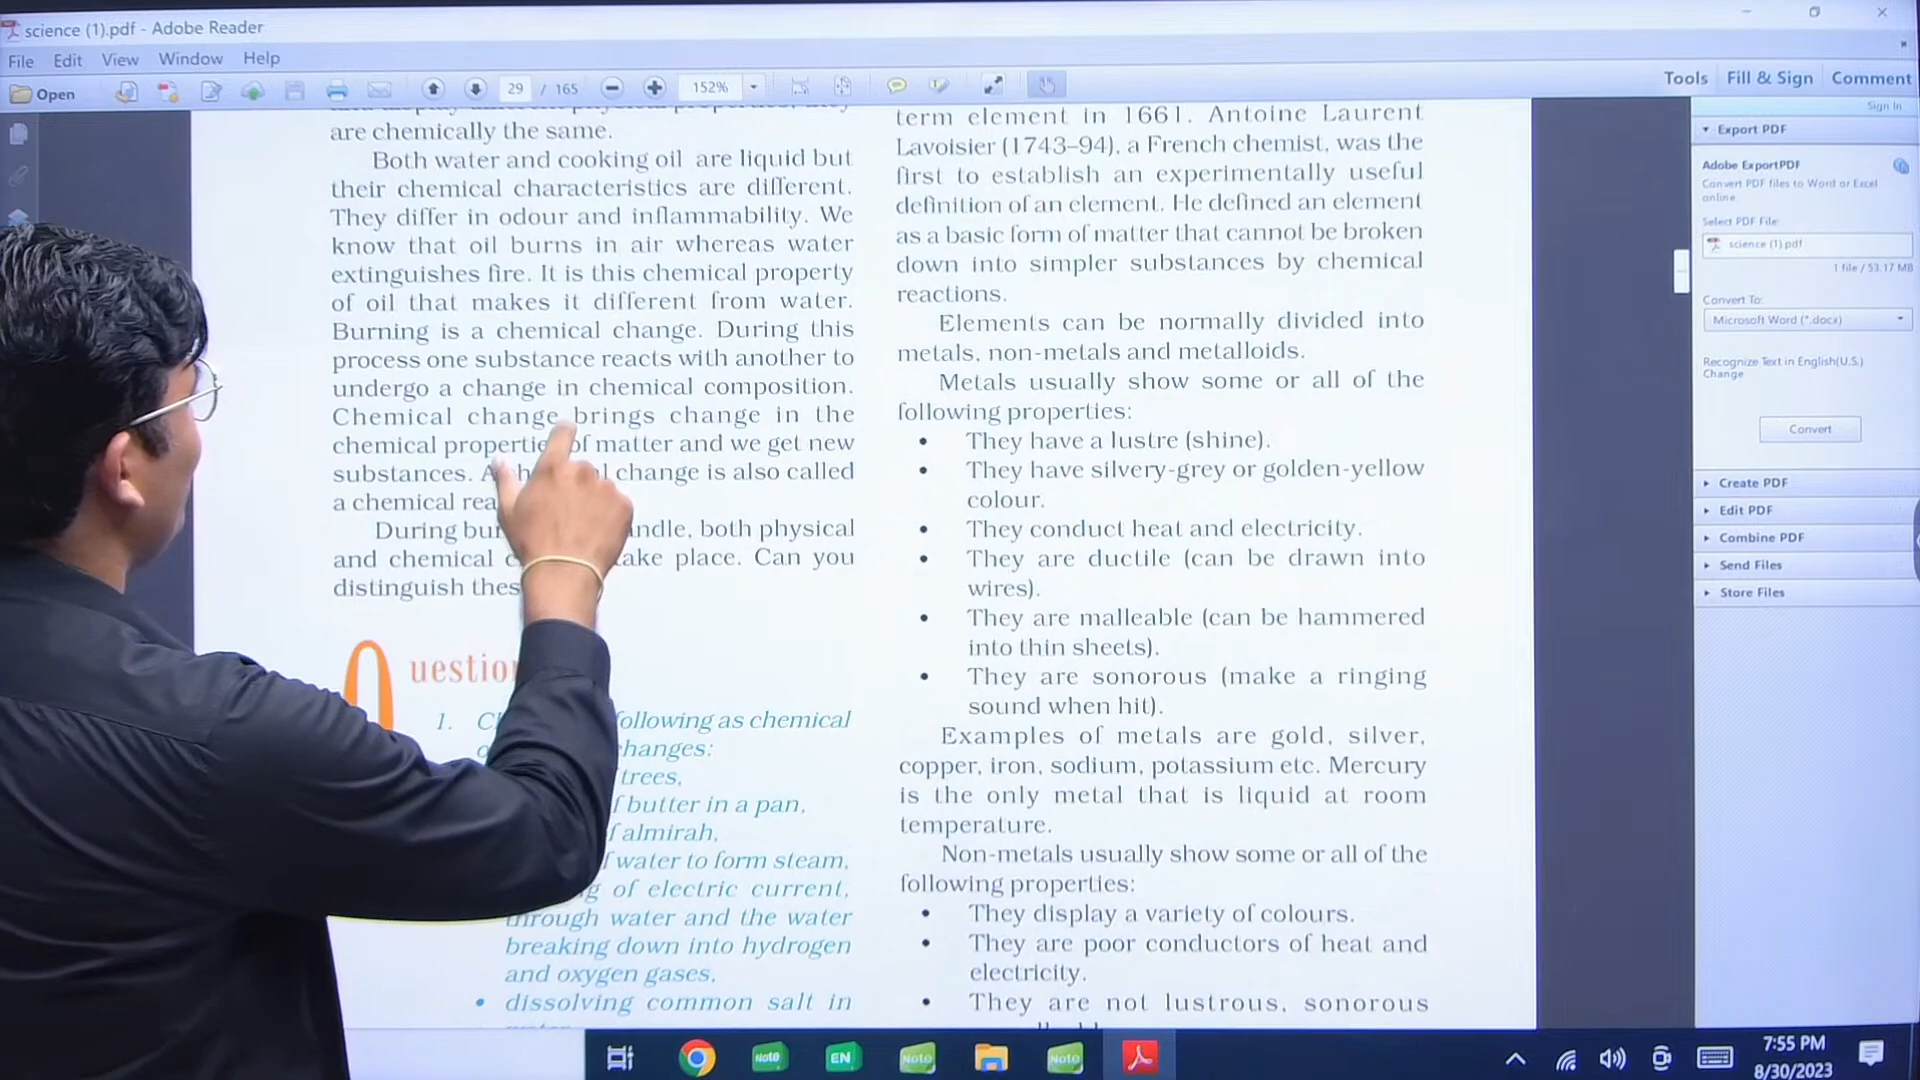 science (1).pdf - Adobe Reader
File Edit View Window Help
Open
29 / 165
152%
Tools Fill & Sign Comment
Sign In
are chemically the same.
Both water and cooking oil are liquid but
their chemical characteristics are different.
They differ in odour and inflammability. We
know that oil burns in air whereas water
extinguishes fire. It is this chemical property
of oil that makes it different from water.
Burning is a chemical change. During this
process one substance reacts with another to
undergo a change in chemical composition.
Chemical change brings change in the
chemical propertie of matter and we get new
substances. A ch l change is also called
a chemical rea
During bur ndle, both physical
and chemical c ake place. Can you
distinguish thes
Question
1. C following as chemical
o hanges:
trees,
f butter in a pan,
f almirah,
f water to form steam,
g of electric current,
through water and the water
breaking down into hydrogen
and oxygen gases,
• dissolving common salt in
term element in 1661. Antoine Laurent
Lavoisier (1743–94), a French chemist, was the
first to establish an experimentally useful
definition of an element. He defined an element
as a basic form of matter that cannot be broken
down into simpler substances by chemical
reactions.
Elements can be normally divided into
metals, non-metals and metalloids.
Metals usually show some or all of the
following properties:
• They have a lustre (shine).
• They have silvery-grey or golden-yellow
colour.
• They conduct heat and electricity.
• They are ductile (can be drawn into
wires).
• They are malleable (can be hammered
into thin sheets).
• They are sonorous (make a ringing
sound when hit).
Examples of metals are gold, silver,
copper, iron, sodium, potassium etc. Mercury
is the only metal that is liquid at room
temperature.
Non-metals usually show some or all of the
following properties:
• They display a variety of colours.
• They are poor conductors of heat and
electricity.
• They are not lustrous, sonorous
Export PDF
Adobe ExportPDF
Convert PDF files to Word or Excel
online
Select PDF File:
science (1).pdf
1 file / 53.17 MB
Convert To:
Microsoft Word (*.docx)
Recognize Text in English(U.S.)
Change
Convert
Create PDF
Edit PDF
Combine PDF
Send Files
Store Files
Note EN Note Note
7:55 PM
8/30/2023